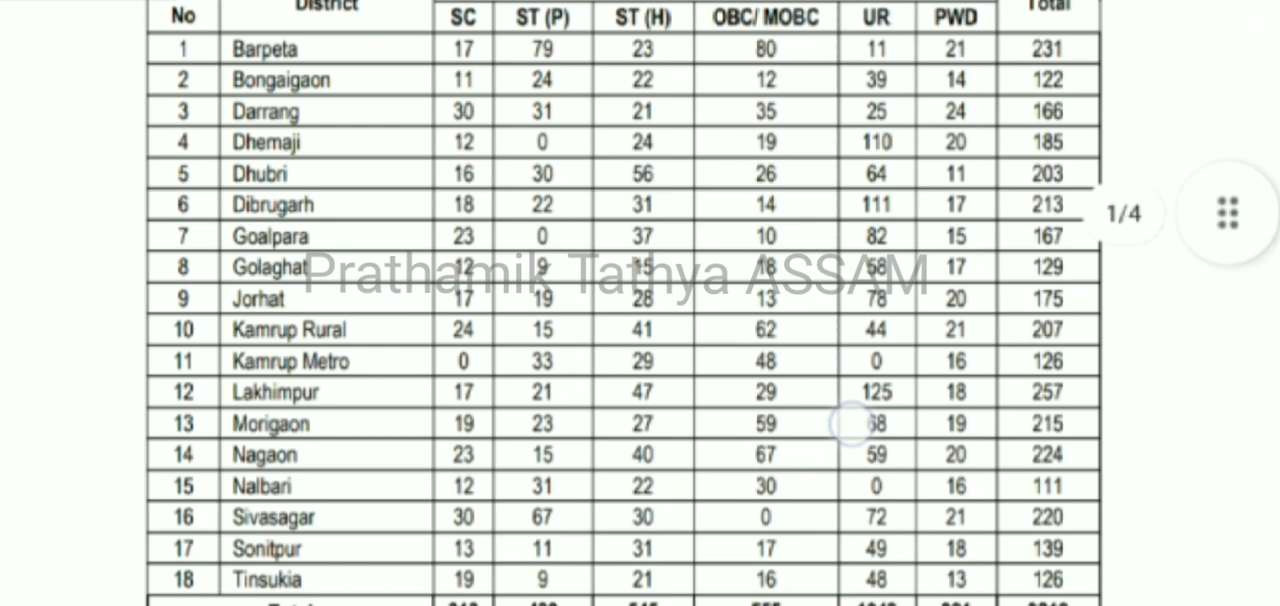 No District SC ST (P) ST (H) OBC/ MOBC UR PWD Total
1 Barpeta 17 79 23 80 11 21 231
2 Bongaigaon 11 24 22 12 39 14 122
3 Darrang 30 31 21 35 25 24 166
4 Dhemaji 12 0 24 19 110 20 185
5 Dhubri 16 30 56 26 64 11 203
6 Dibrugarh 18 22 31 14 111 17 213
1/4
7 Goalpara 23 0 37 10 82 15 167
8 Golaghat 12 9 15 18 58 17 129
Prathamik Tathya ASSAM
9 Jorhat 17 19 28 13 78 20 175
10 Kamrup Rural 24 15 41 62 44 21 207
11 Kamrup Metro 0 33 29 48 0 16 126
12 Lakhimpur 17 21 47 29 125 18 257
13 Morigaon 19 23 27 59 68 19 215
14 Nagaon 23 15 40 67 59 20 224
15 Nalbari 12 31 22 30 0 16 111
16 Sivasagar 30 67 30 0 72 21 220
17 Sonitpur 13 11 31 17 49 18 139
18 Tinsukia 19 9 21 16 48 13 126